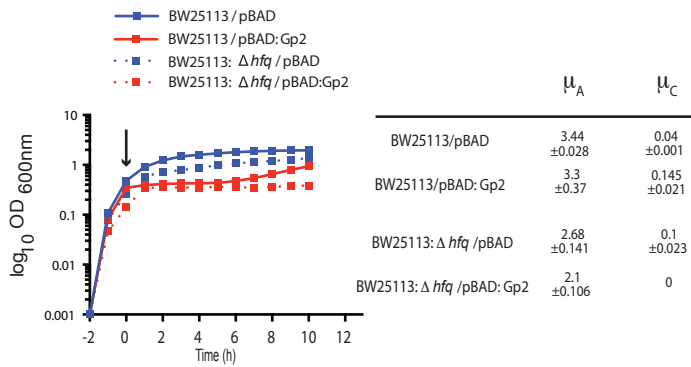 BW25113/pBAD
BW25113/pBAD:Gp2
BW25113: Δhfq/pBAD
BW25113: Δhfq/pBAD:Gp2
log10 OD 600nm
10
1
0.1
0.01
0.001
-2 0 2 4 6 8 10 12
Time (h)
μA μC
BW25113/pBAD 3.44 ±0.028 0.04 ±0.001
BW25113/pBAD: Gp2 3.3 ±0.37 0.145 ±0.021
BW25113: Δhfq/pBAD 2.68 ±0.141 0.1 ±0.023
BW25113: Δhfq/pBAD: Gp2 2.1 ±0.106 0